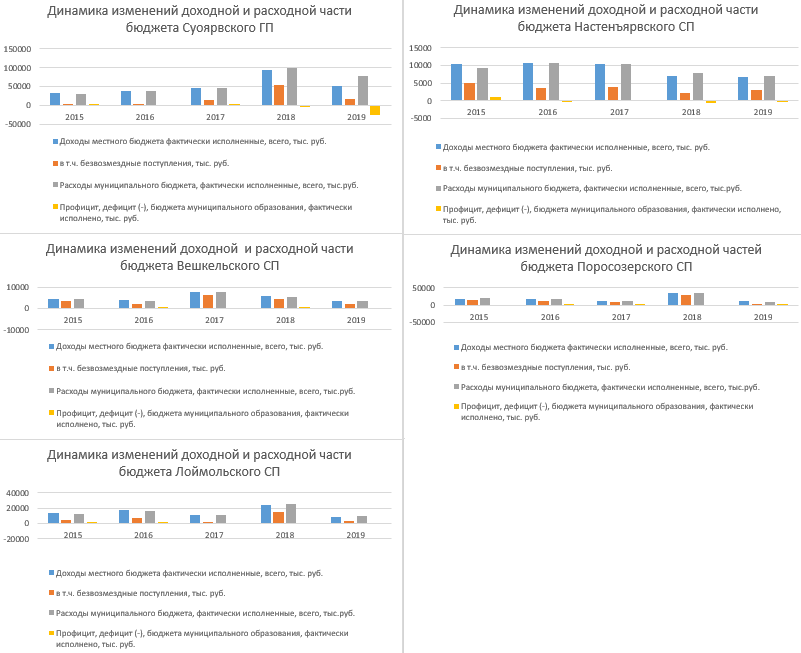 Динамика изменений доходной и расходной части
бюджета Суоярвского ГП
150000
100000
50000
0
-50000
2015
2016
2017
2018
2019
Доходы местного бюджета фактически исполненные, всего, тыс. руб.
в т.ч. безвозмездные поступления, тыс. руб.
Расходы муниципального бюджета, фактически исполненные, всего, тыс.руб.
Профицит, дефицит (-), бюджета муниципального образования, фактически
исполнено, тыс. руб.
Динамика изменений доходной и расходной части
бюджета Настенъярвского СП
15000
10000
5000
0
-5000
2015
2016
2017
2018
2019
Доходы местного бюджета фактически исполненные, всего, тыс. руб.
в т.ч. безвозмездные поступления, тыс. руб.
Расходы муниципального бюджета, фактически исполненные, всего, тыс.руб.
Профицит, дефицит (-), бюджета муниципального образования, фактически исполнено,
тыс. руб.
Динамика изменений доходной и расходной части
бюджета Вешкельского СП
10000
0
-10000
2015
2016
2017
2018
2019
Доходы местного бюджета фактически исполненные, всего, тыс. руб.
в т.ч. безвозмездные поступления, тыс. руб.
Расходы муниципального бюджета, фактически исполненные, всего, тыс.руб.
Профицит, дефицит (-), бюджета муниципального образования, фактически
исполнено, тыс. руб.
Динамика изменений доходной и расходной частей
бюджета Поросозерского СП
50000
0
-50000
2015
2016
2017
2018
2019
Доходы местного бюджета фактически исполненные, всего, тыс. руб.
в т.ч. безвозмездные поступления, тыс. руб.
Расходы муниципального бюджета, фактически исполненные, всего, тыс.руб.
Профицит, дефицит (-), бюджета муниципального образования, фактически
исполнено, тыс. руб.
Динамика изменений доходной и расходной части
бюджета Лоймольского СП
40000
20000
0
-20000
2015
2016
2017
2018
2019
Доходы местного бюджета фактически исполненные, всего, тыс. руб.
в т.ч. безвозмездные поступления, тыс. руб.
Расходы муниципального бюджета, фактически исполненные, всего, тыс.руб.
Профицит, дефицит (-), бюджета муниципального образования, фактически
исполнено, тыс. руб.